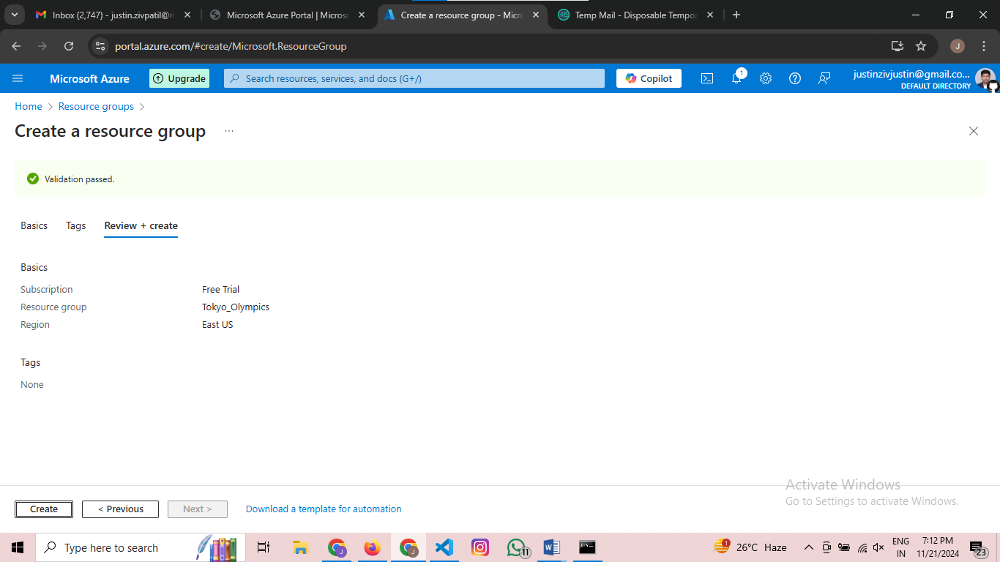 Inbox (2,747) - justin.zivpatil@m
Microsoft Azure Portal | Micros
Create a resource group - Micr
Temp Mail - Disposable Tempo
portal.azure.com/#create/Microsoft.ResourceGroup
J
Microsoft Azure
Upgrade
Search resources, services, and docs (G+/)
Copilot
1
justinzivjustin@gmail.co...
DEFAULT DIRECTORY
Home > Resource groups >
Create a resource group ...
Validation passed.
Basics Tags Review + create
Basics
Subscription Free Trial
Resource group Tokyo_Olympics
Region East US
Tags
None
Activate Windows
Go to Settings to activate Windows.
Create < Previous Next > Download a template for automation
Type here to search
J
J
11
1
26°C Haze
ENG
IN
7:12 PM
11/21/2024
23